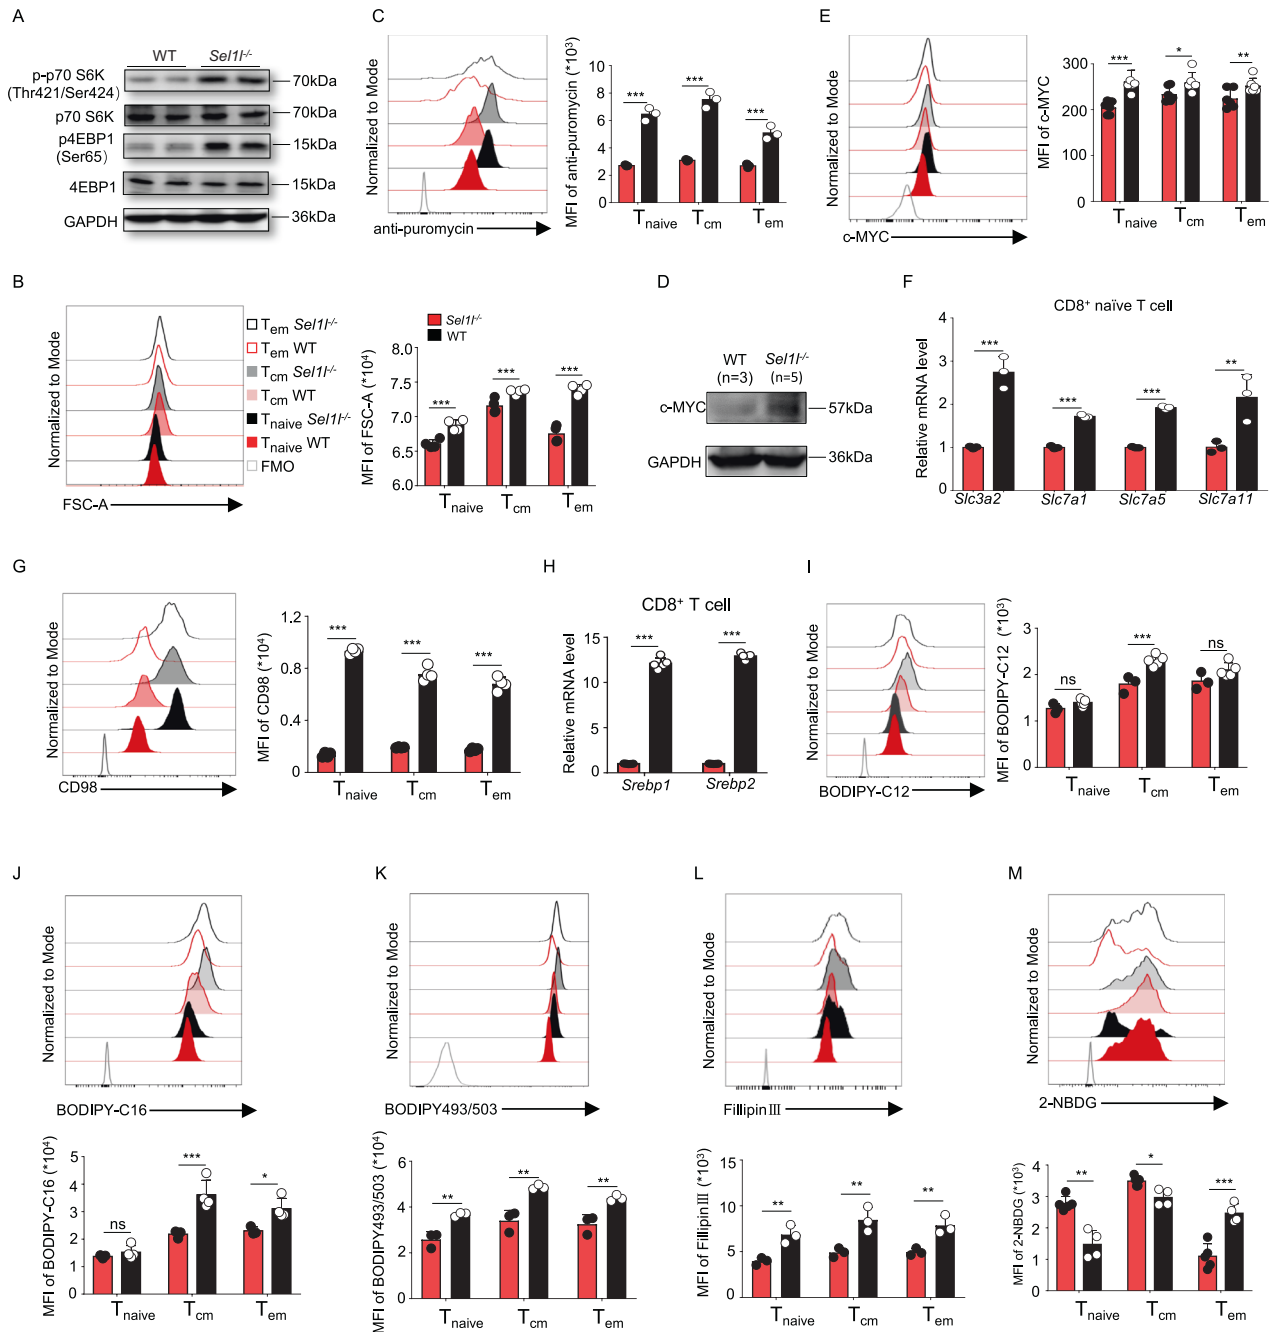 A
WT Sel1l-/-
p-p70 S6K
(Thr421/Ser424)
70kDa
p70 S6K
70kDa
p4EBP1
(Ser65)
15kDa
4EBP1
15kDa
GAPDH
36kDa
C
Normalized to Mode
anti-puromycin
MFI of anti-puromycin (*10³)
10
8
6
4
2
0
*** *** ***
Tnaive Tcm Tem
E
Normalized to Mode
c-MYC
MFI of c-MYC
300
200
100
0
*** * **
Tnaive Tcm Tem
B
Normalized to Mode
FSC-A
Tem Sel1l-/-
Tem WT
Tcm Sel1l-/-
Tcm WT
Tnaive Sel1l-/-
Tnaive WT
FMO
Sel1l-/-
WT
MFI of FSC-A (*10⁴)
8.0
7.5
7.0
6.5
6.0
*** *** ***
Tnaive Tcm Tem
D
WT Sel1l-/-
(n=3) (n=5)
c-MYC
57kDa
GAPDH
36kDa
F
CD8⁺ naïve T cell
Relative mRNA level
4
3
2
1
0
*** *** *** **
Slc3a2 Slc7a1 Slc7a5 Slc7a11
G
Normalized to Mode
CD98
MFI of CD98 (*10⁴)
1.2
0.8
0.4
0
*** *** ***
Tnaive Tcm Tem
H
CD8⁺ T cell
Relative mRNA level
15
10
5
0
*** ***
Srebp1 Srebp2
I
Normalized to Mode
BODIPY-C12
MFI of BODIPY-C12 (*10³)
3
2
1
0
ns *** ns
Tnaive Tcm Tem
J
Normalized to Mode
BODIPY-C16
MFI of BODIPY-C16 (*10⁴)
5
4
3
2
1
0
ns *** *
Tnaive Tcm Tem
K
Normalized to Mode
BODIPY493/503
MFI of BODIPY493/503 (*10⁴)
6
4
2
0
** ** **
Tnaive Tcm Tem
L
Normalized to Mode
Fillipin III
MFI of Fillipin III (*10³)
15
10
5
0
** ** **
Tnaive Tcm Tem
M
Normalized to Mode
2-NBDG
MFI of 2-NBDG (*10³)
4
3
2
1
0
** * ***
Tnaive Tcm Tem